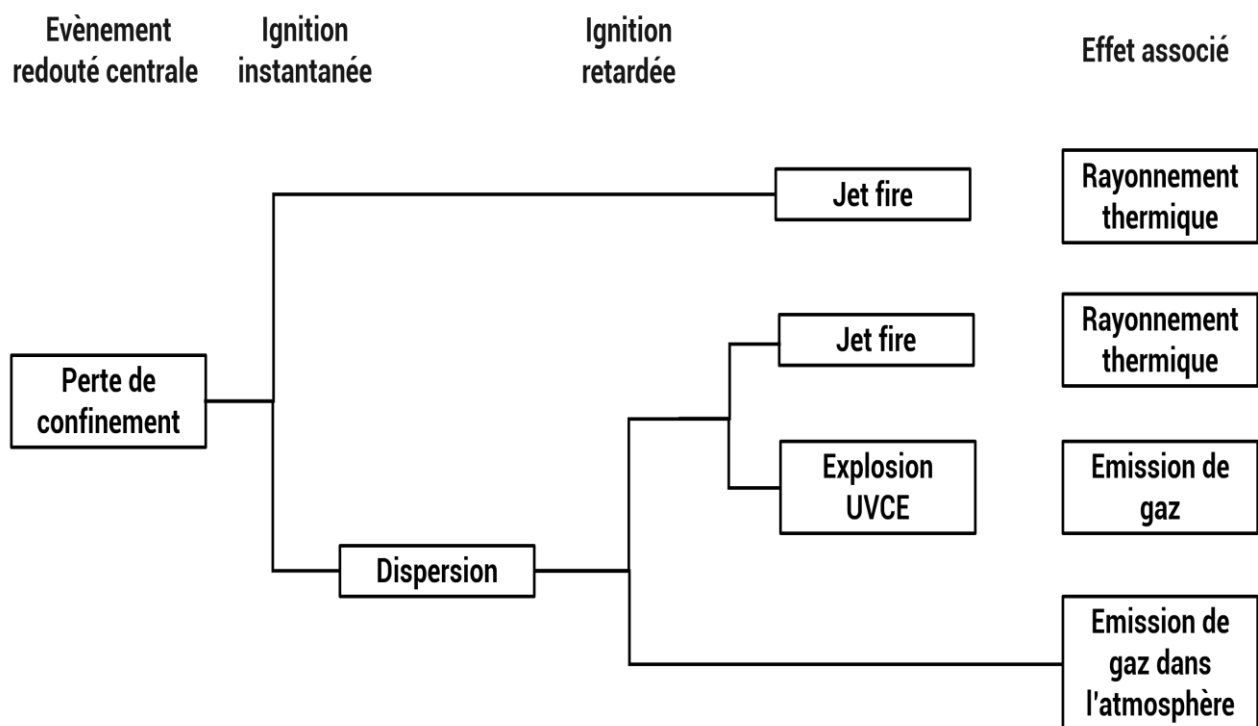 Evènement
redouté centrale
Ignition
instantanée
Ignition
retardée
Effet associé
Jet fire
Rayonnement
thermique
Jet fire
Rayonnement
thermique
Perte de
confinement
Explosion
UVCE
Emission de
gaz
Dispersion
Emission de
gaz dans
l'atmosphère